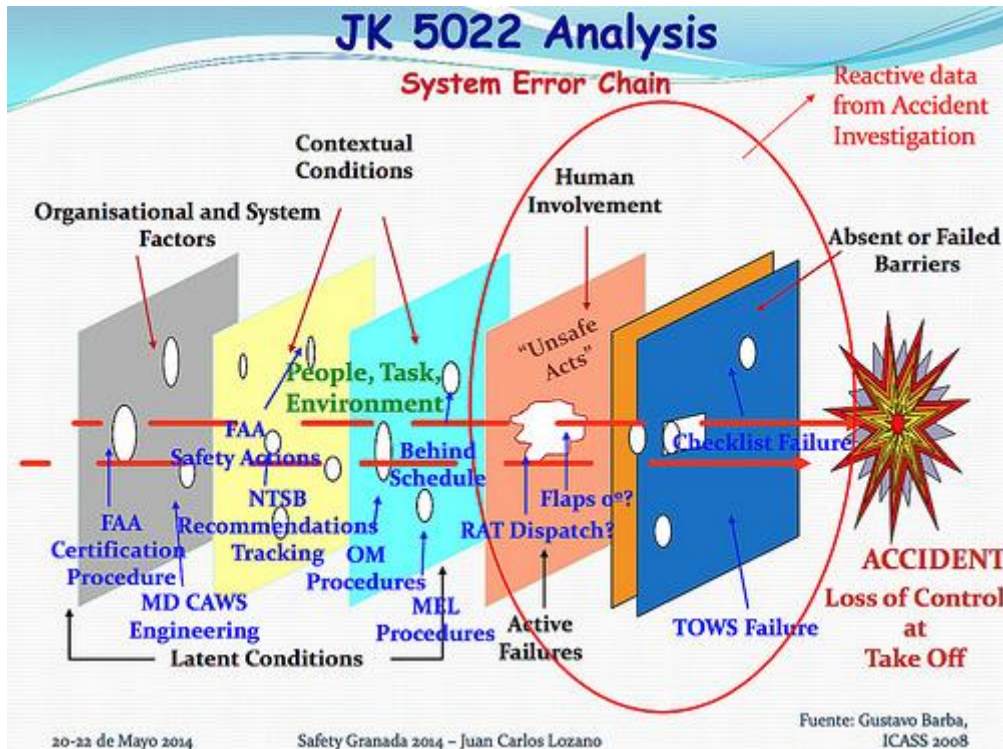 JK 5022 Analysis
System Error Chain
Reactive data
from Accident
Investigation
Contextual
Conditions
Human
Involvement
Organisational and System
Factors
Absent or Failed
Barriers
"Unsafe
Acts"
People, Task,
Environment
FAA
Safety Actions
Behind
Schedule
Checklist Failure
Flaps 0º?
NTSB
Recommendations
Tracking
RAT Dispatch?
FAA
Certification
Procedure
OM
Procedures
MD CAWS
Engineering
MEL
Procedures
Active
Failures
TOWS Failure
ACCIDENT
Loss of Control
at
Take Off
Latent Conditions
20-22 de Mayo 2014
Safety Granada 2014 – Juan Carlos Lozano
Fuente: Gustavo Barba,
ICASS 2008